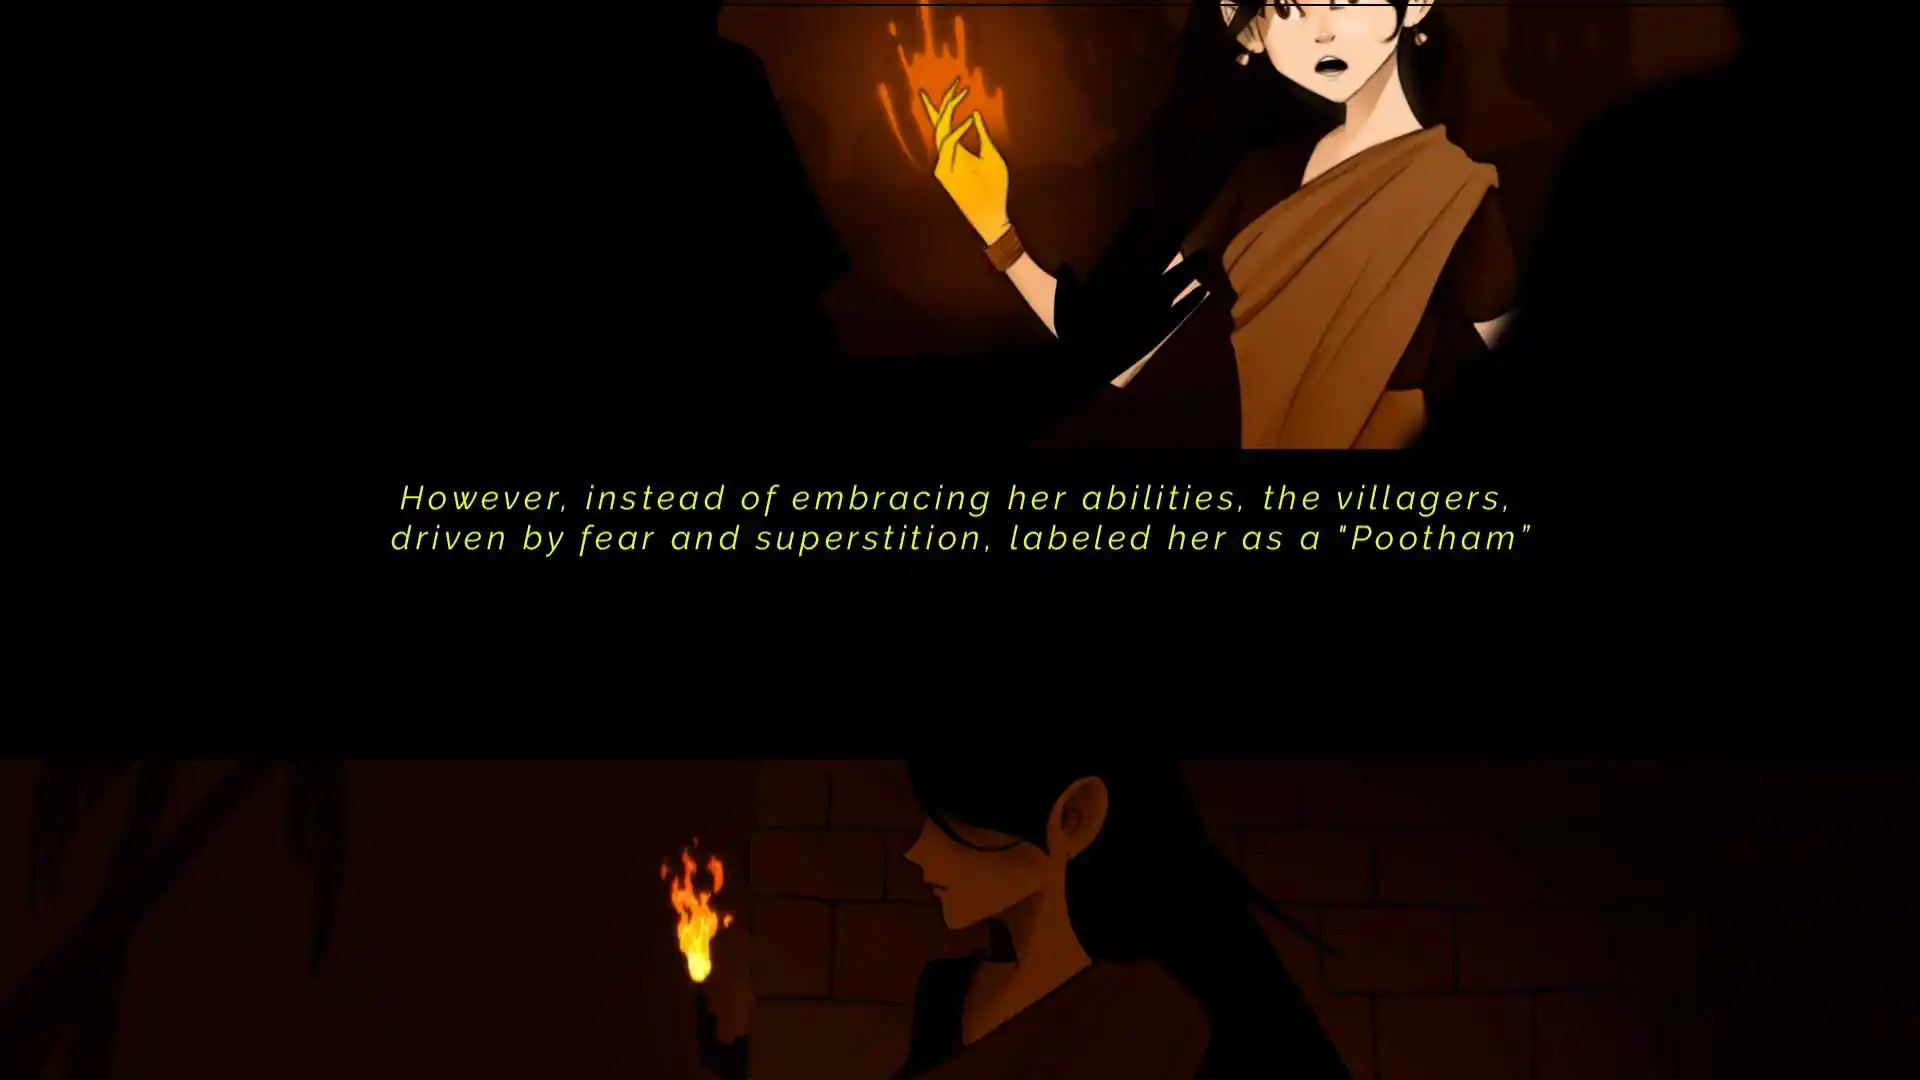 However, instead of embracing her abilities, the villagers,
driven by fear and superstition, labeled her as a "Pootham”